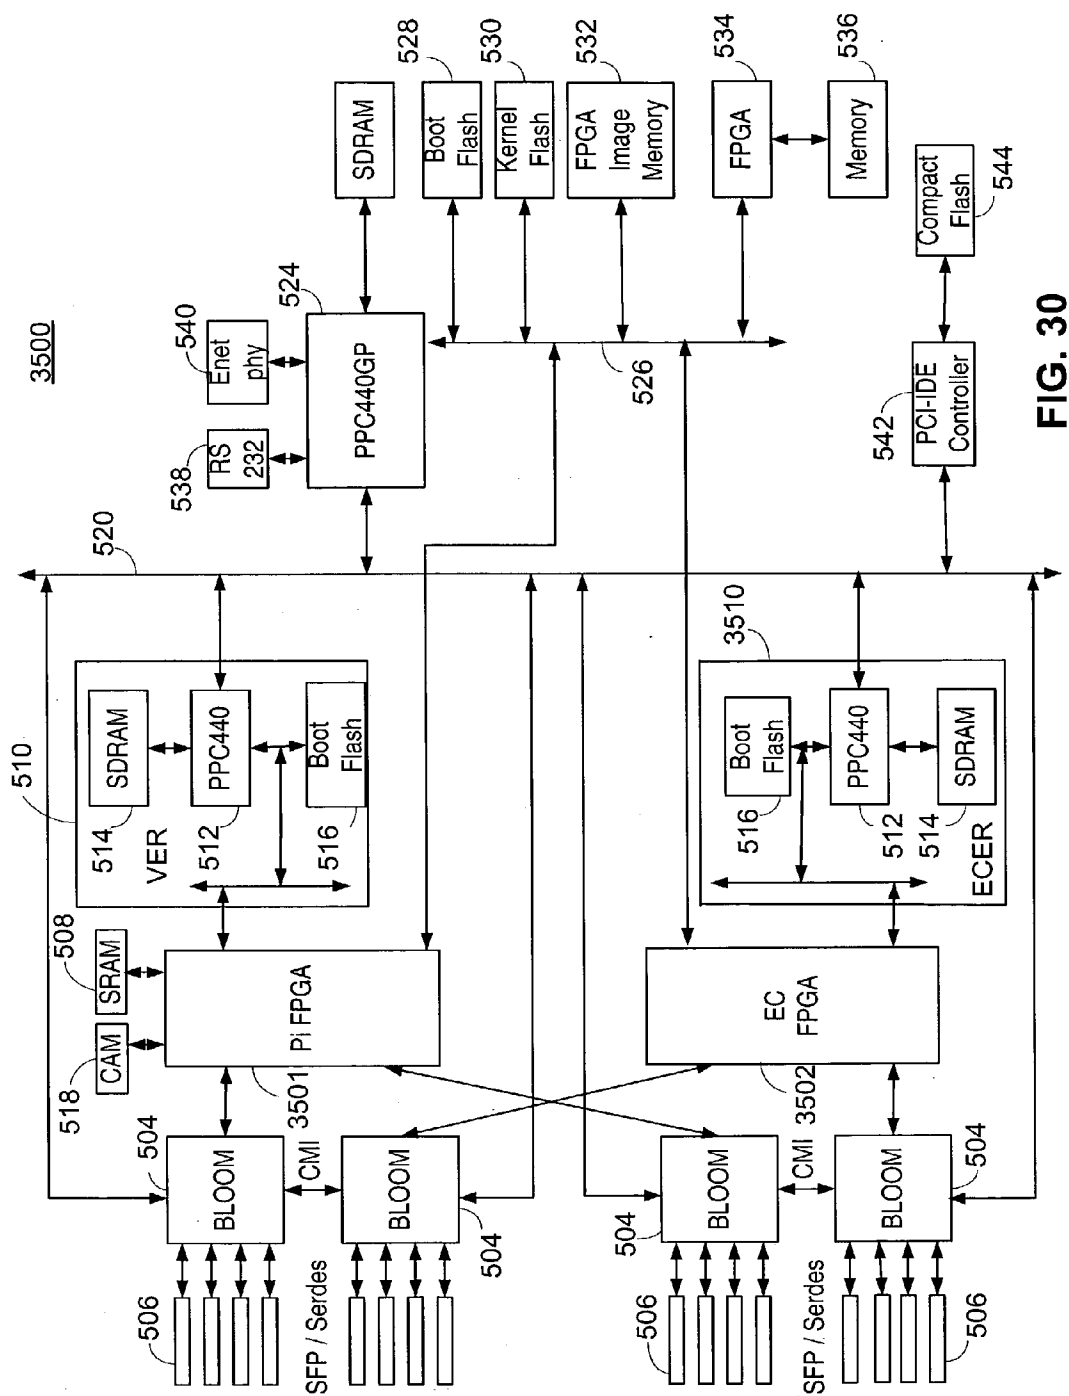 3500
540
Enet
phy
538
RS
232
524
PPC440GP
SDRAM
528
Boot
Flash
530
Kernel
Flash
532
FPGA
Image
Memory
534
FPGA
536
Memory
526
Compact
Flash
544
542
PCI-IDE
Controller
520
510
SDRAM
514
VER
PPC440
512
Boot
Flash
516
3510
Boot
Flash
516
PPC440
512
SDRAM
514
ECER
508
SRAM
518
CAM
Pi FPGA
3501
EC
FPGA
3502
504
BLOOM
CMI
BLOOM
504
504
BLOOM
CMI
BLOOM
504
506
SFP / Serdes
506
SFP / Serdes
506
FIG. 30